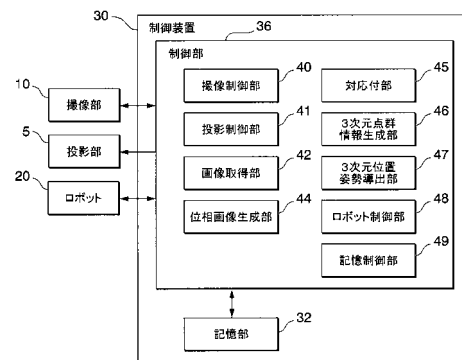 30
制御装置
36
制御部
10
撮像部
5
投影部
20
ロボット
撮像制御部
40
投影制御部
41
画像取得部
42
位相画像生成部
44
対応付部
45
3次元点群
情報生成部
46
3次元位置
姿勢導出部
47
ロボット制御部
48
記憶制御部
49
記憶部
32